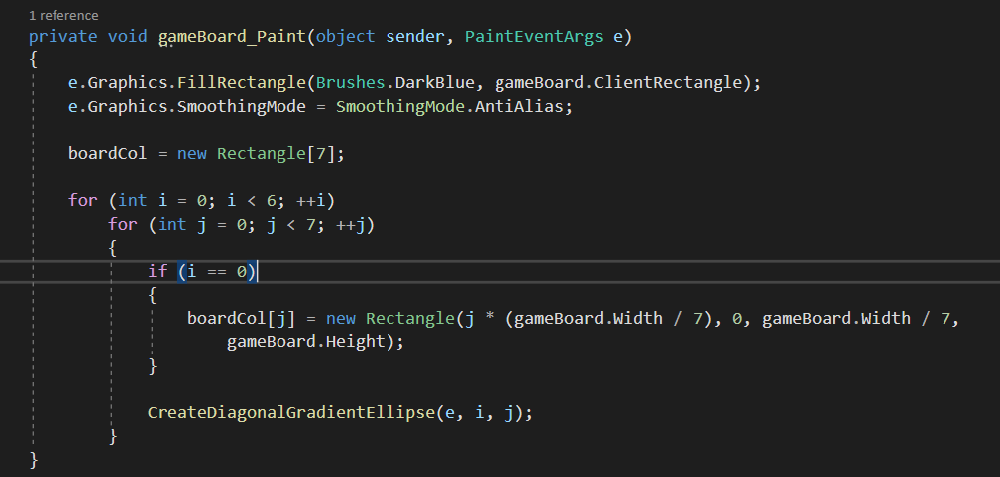 1 reference
private void gameBoard_Paint(object sender, PaintEventArgs e)
{
e.Graphics.FillRectangle(Brushes.DarkBlue, gameBoard.ClientRectangle);
e.Graphics.SmoothingMode = SmoothingMode.AntiAlias;
boardCol = new Rectangle[7];
for (int i = 0; i < 6; ++i)
for (int j = 0; j < 7; ++j)
{
if (i == 0)
{
boardCol[j] = new Rectangle(j * (gameBoard.Width / 7), 0, gameBoard.Width / 7,
gameBoard.Height);
}
CreateDiagonalGradientEllipse(e, i, j);
}
}